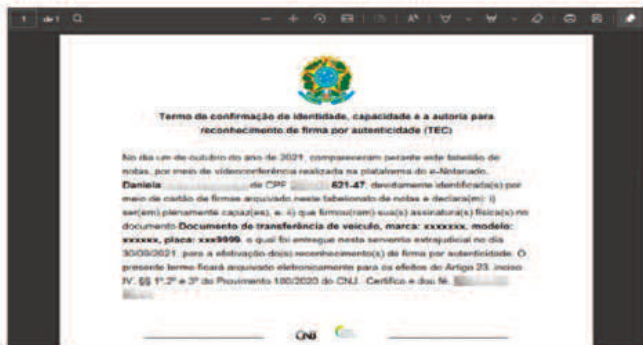 1 de 1
Termo de confirmação de identidade, capacidade e a autoria para
reconhecimento de firma por autenticidade (TEC)
No dia um de outubro do ano de 2021, compareceram perante este tabelião de
notas, por meio de videoconferência realizada na plataforma do e-Notariado,
Daniela de CPF 621-47, devidamente identificada(s) por
meio de cartão de firmas arquivado neste tabelionato de notas e declara(m): i)
ser(em) plenamente capaz(es), e, ii) que firmou(ram) sua(s) assinatura(s) física(s) no
documento Documento de transferência de veículo, marca: xxxxxxx, modelo:
xxxxxx, placa: xxx9999, o qual foi entregue nesta serventia extrajudicial no dia
30/09/2021, para a efetivação do(s) reconhecimento(s) de firma por autenticidade. O
presente termo ficará arquivado eletronicamente para os efeitos do Artigo 23, inciso
IV, §§ 1º,2º e 3º do Provimento 100/2020 do CNJ. Certifico e dou fé,
CNB